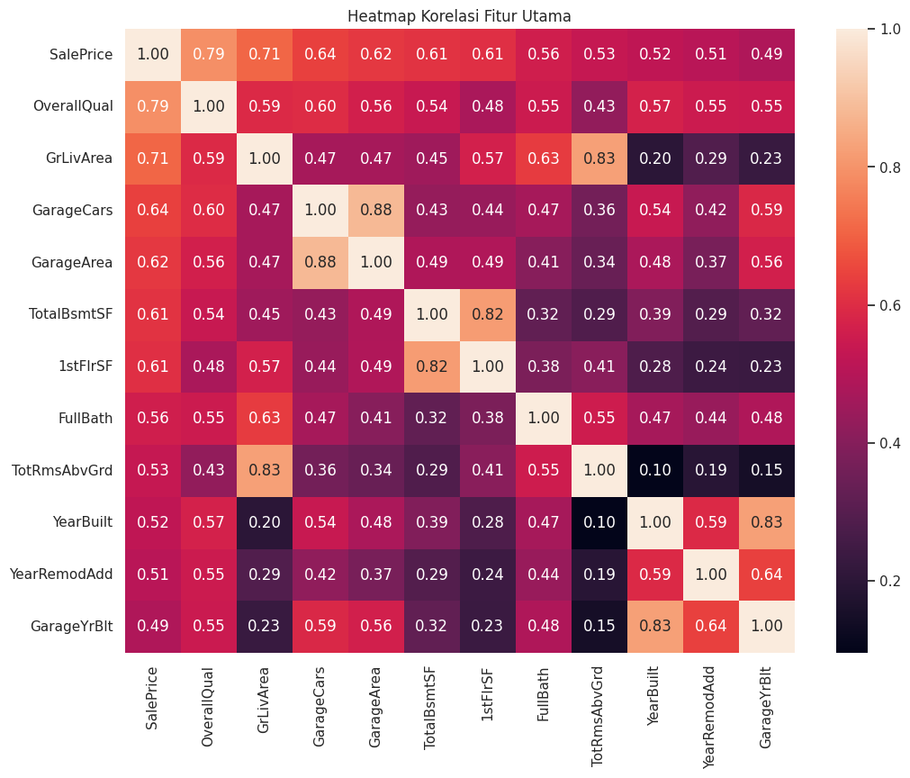 Heatmap Korelasi Fitur Utama
SalePrice 1.00 0.79 0.71 0.64 0.62 0.61 0.61 0.56 0.53 0.52 0.51 0.49
OverallQual 0.79 1.00 0.59 0.60 0.56 0.54 0.48 0.55 0.43 0.57 0.55 0.55
GrLivArea 0.71 0.59 1.00 0.47 0.47 0.45 0.57 0.63 0.83 0.20 0.29 0.23
GarageCars 0.64 0.60 0.47 1.00 0.88 0.43 0.44 0.47 0.36 0.54 0.42 0.59
GarageArea 0.62 0.56 0.47 0.88 1.00 0.49 0.49 0.41 0.34 0.48 0.37 0.56
TotalBsmtSF 0.61 0.54 0.45 0.43 0.49 1.00 0.82 0.32 0.29 0.39 0.29 0.32
1stFlrSF 0.61 0.48 0.57 0.44 0.49 0.82 1.00 0.38 0.41 0.28 0.24 0.23
FullBath 0.56 0.55 0.63 0.47 0.41 0.32 0.38 1.00 0.55 0.47 0.44 0.48
TotRmsAbvGrd 0.53 0.43 0.83 0.36 0.34 0.29 0.41 0.55 1.00 0.10 0.19 0.15
YearBuilt 0.52 0.57 0.20 0.54 0.48 0.39 0.28 0.47 0.10 1.00 0.59 0.83
YearRemodAdd 0.51 0.55 0.29 0.42 0.37 0.29 0.24 0.44 0.19 0.59 1.00 0.64
GarageYrBlt 0.49 0.55 0.23 0.59 0.56 0.32 0.23 0.48 0.15 0.83 0.64 1.00
SalePrice
OverallQual
GrLivArea
GarageCars
GarageArea
TotalBsmtSF
1stFlrSF
FullBath
TotRmsAbvGrd
YearBuilt
YearRemodAdd
GarageYrBlt
1.0
0.8
0.6
0.4
0.2